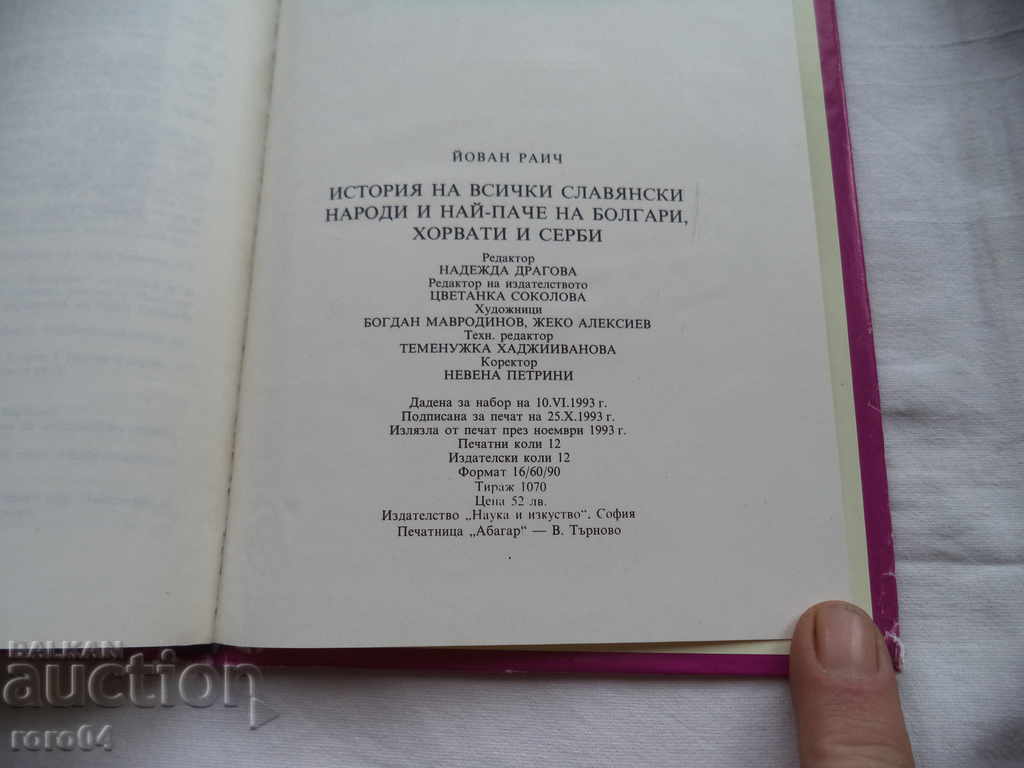 ЙОВАН РАИЧ
ИСТОРИЯ НА ВСИЧКИ СЛАВЯНСКИ
НАРОДИ И НАЙ-ПАЧЕ НА БОЛГАРИ,
ХОРВАТИ И СЕРБИ
Редактор
НАДЕЖДА ДРАГОВА
Редактор на издателството
ЦВЕТАНКА СОКОЛОВА
Художници
БОГДАН МАВРОДИНОВ, ЖЕКО АЛЕКСИЕВ
Техн. редактор
ТЕМЕНУЖКА ХАДЖИИВАНОВА
Коректор
НЕВЕНА ПЕТРИНИ
Дадена за набор на 10.VI.1993 г.
Подписана за печат на 25.X.1993 г.
Излязла от печат през ноември 1993 г.
Печатни коли 12
Издателски коли 12
Формат 16/60/90
Тираж 1070
Цена 52 лв.
Издателство „Наука и изкуство“. София
Печатница „Абагар“ — В. Търново
BALKAN
auction
roro04